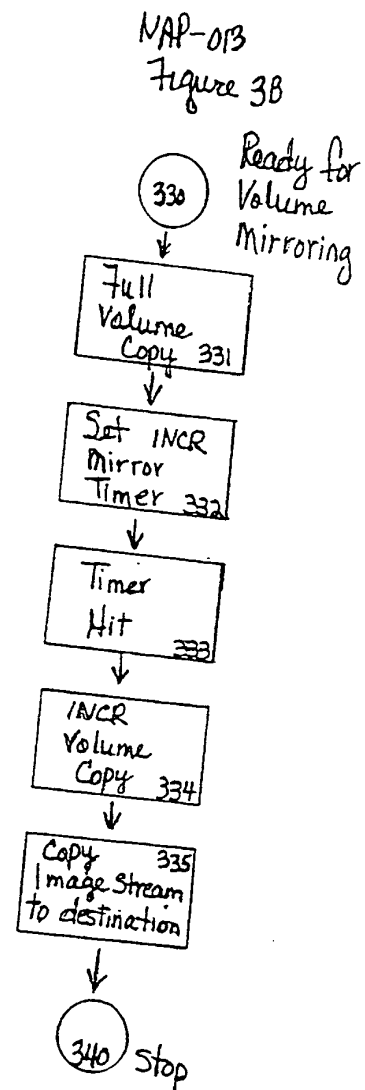 NAP-013
Figure 3B
330
Ready for
Volume
Mirroring
Full
Volume
Copy 331
Set INCR
Mirror
Timer 332
Timer
Hit
333
INCR
Volume
Copy 334
Copy 335
Image Stream
to destination
340 Stop